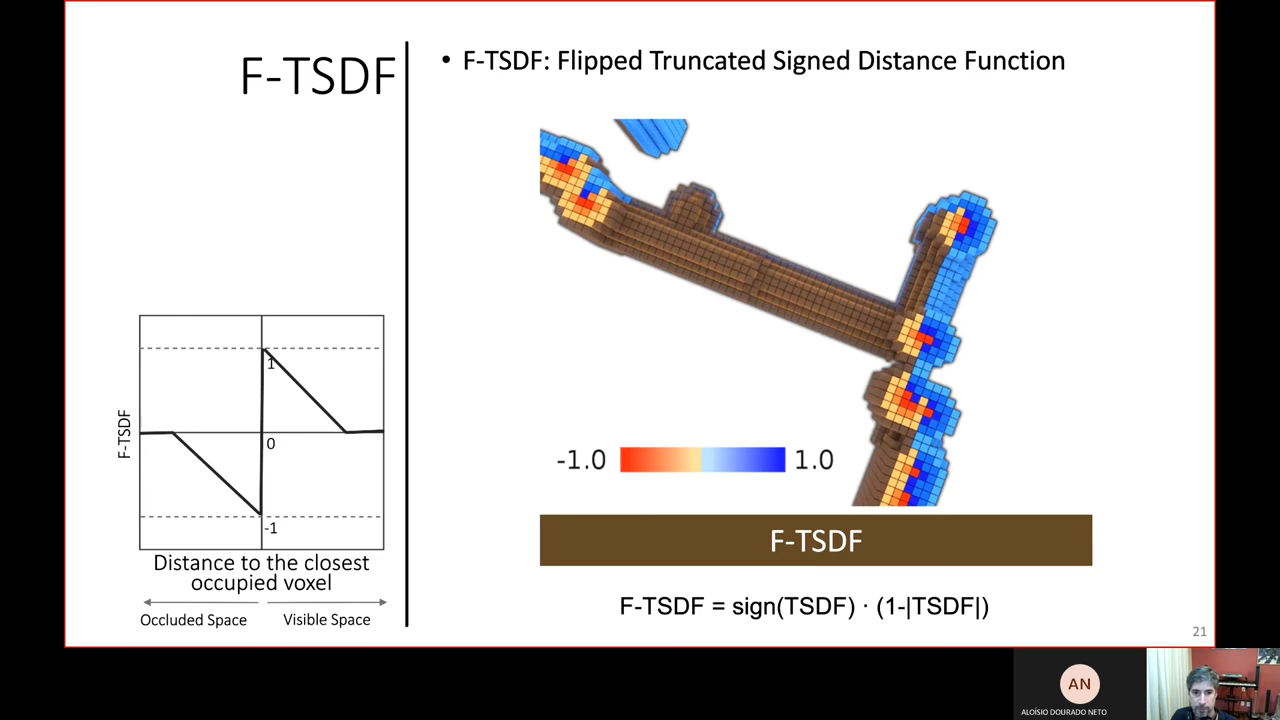 F-TSDF
• F-TSDF: Flipped Truncated Signed Distance Function
F-TSDF
1
0
-1
Distance to the closest
occupied voxel
Occluded Space
Visible Space
-1.0
1.0
F-TSDF
F-TSDF = sign(TSDF) · (1-|TSDF|)
21
AN
ALOÍSIO DOURADO NETO